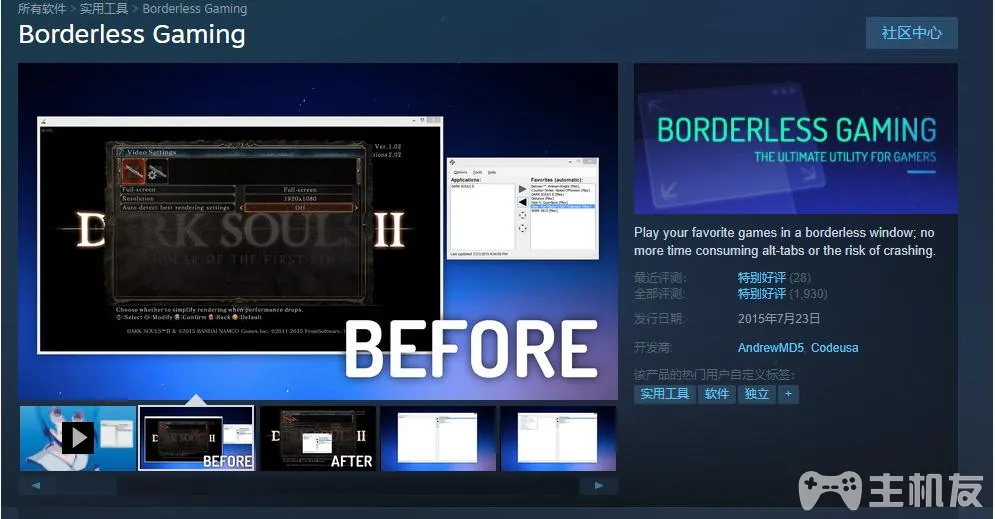 所有软件 > 实用工具 > Borderless Gaming
Borderless Gaming
社区中心
Ver.1.02
Video Settings
Full-screen Full-screen
Resolution 1920x1080
Auto-detect best rendering settings Off
DARK SOULS II
SCHOLAR OF THE FIRST SIN
Choose whether to simplify rendering when performance drops.
:Select :Modify :Confirm :Back :Default
DARK SOULS™II & ©2015 BANDAI NAMCO Games Inc. ©2011-2015 FromSoftware,
Options Tools Help
Applications: Favorites (automatic):
DARK SOULS II
BEFORE
BORDERLESS GAMING
THE ULTIMATE UTILITY FOR GAMERS
Play your favorite games in a borderless window; no
more time consuming alt-tabs or the risk of crashing.
最近评测: 特别好评 (28)
全部评测: 特别好评 (1,930)
发行日期: 2015年7月23日
开发商: AndrewMD5, Codeusa
该产品的热门用户自定义标签:
实用工具 软件 独立 +
BEFORE
AFTER
主机友